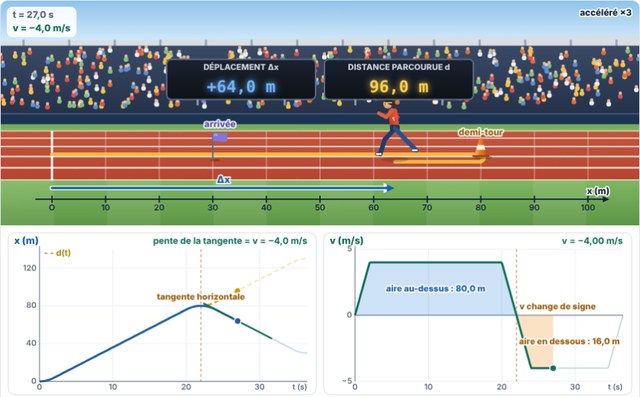 t = 27,0 s
v = −4,0 m/s
accéléré ×3
DÉPLACEMENT Δx
+64,0 m
DISTANCE PARCOURUE d
96,0 m
arrivée
demi-tour
Δx
x (m)
0 10 20 30 40 50 60 70 80 90 100
x (m)
pente de la tangente = v = −4,0 m/s
d(t)
120
80
40
0
tangente horizontale
0 10 20 30 t (s)
v (m/s)
v = −4,00 m/s
5
0
−5
aire au-dessus : 80,0 m
v change de signe
aire en dessous : 16,0 m
0 10 20 30 t (s)